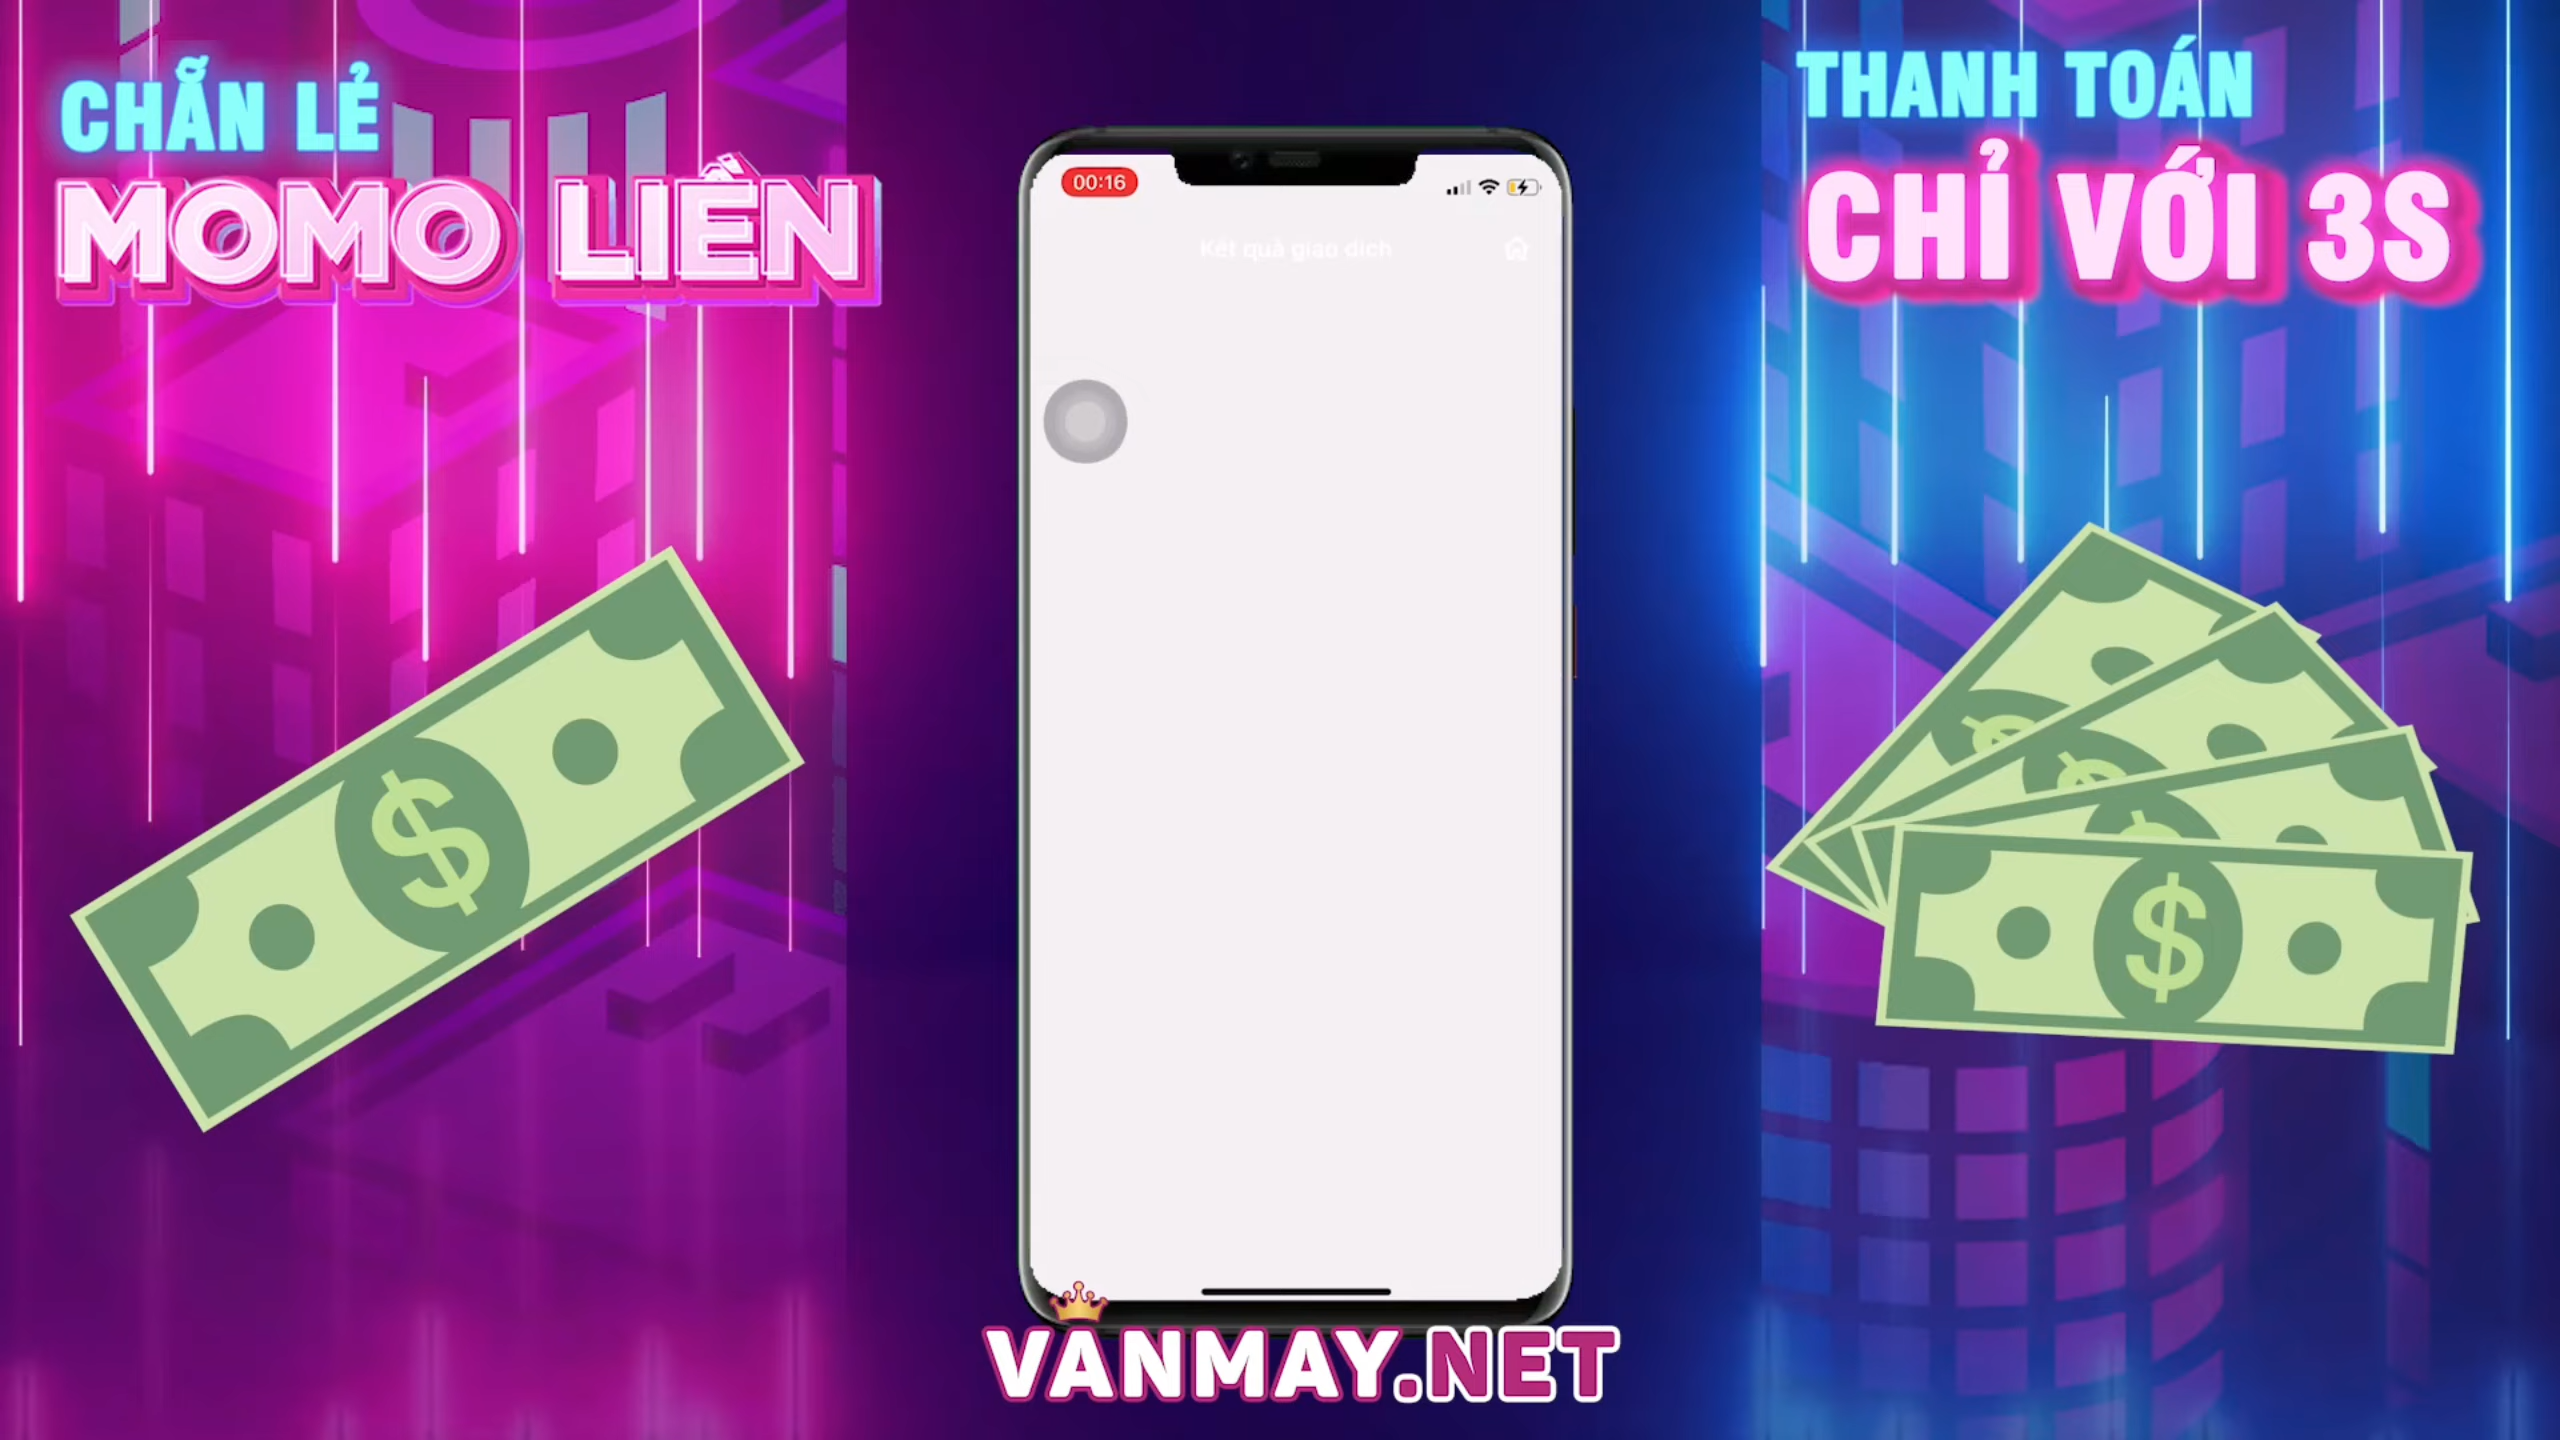 CHẴN LẺ
MOMO LIỀN
THANH TOÁN
CHỈ VỚI 3S
00:16
Kết quả giao dịch
$
$
$
$
$
VANMAY.NET